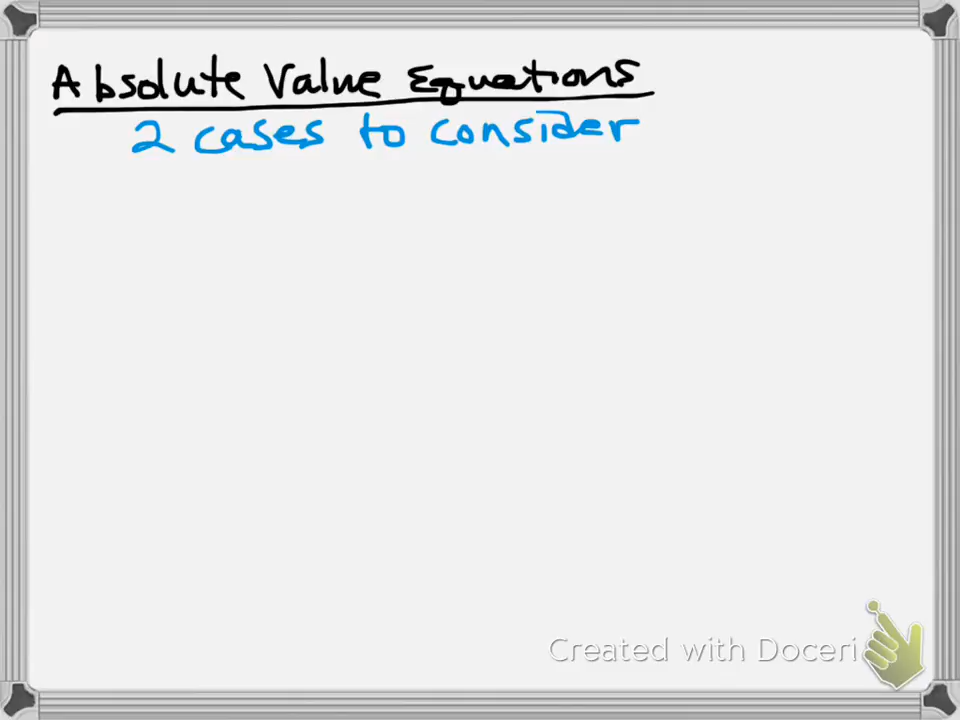 Absolute Value Equations
2 cases to consider
Created with Doceri